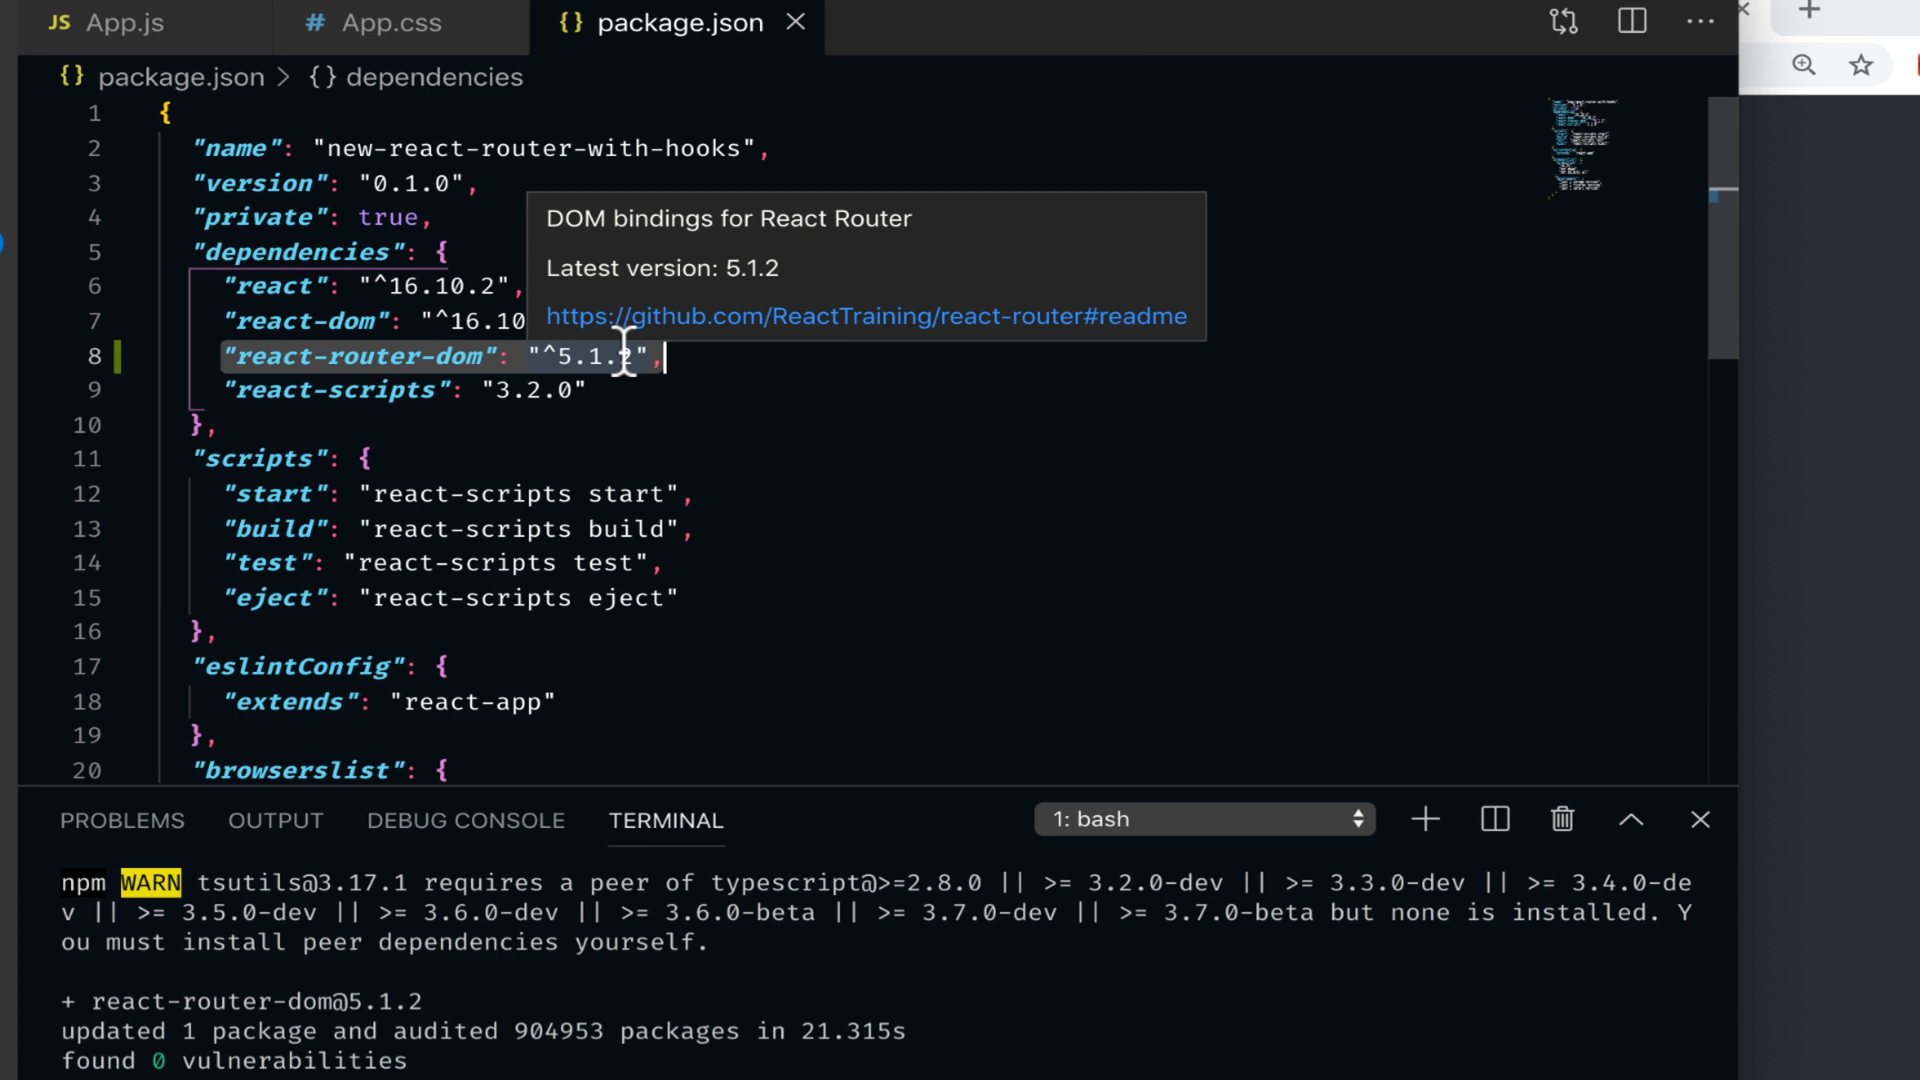 JS App.js # App.css {} package.json
{} package.json > {} dependencies
1 {
2 "name": "new-react-router-with-hooks",
3 "version": "0.1.0",
4 "private": true,
5 "dependencies": {
6 "react": "^16.10.2",
7 "react-dom": "^16.10
8 "react-router-dom": "^5.1.2",
9 "react-scripts": "3.2.0"
10 },
11 "scripts": {
12 "start": "react-scripts start",
13 "build": "react-scripts build",
14 "test": "react-scripts test",
15 "eject": "react-scripts eject"
16 },
17 "eslintConfig": {
18 "extends": "react-app"
19 },
20 "browserslist": {
DOM bindings for React Router
Latest version: 5.1.2
https://github.com/ReactTraining/react-router#readme
PROBLEMS OUTPUT DEBUG CONSOLE TERMINAL 1: bash
npm WARN tsutils@3.17.1 requires a peer of typescript@>=2.8.0 || >= 3.2.0-dev || >= 3.3.0-dev || >= 3.4.0-de
v || >= 3.5.0-dev || >= 3.6.0-dev || >= 3.6.0-beta || >= 3.7.0-dev || >= 3.7.0-beta but none is installed. Y
ou must install peer dependencies yourself.
+ react-router-dom@5.1.2
updated 1 package and audited 904953 packages in 21.315s
found 0 vulnerabilities